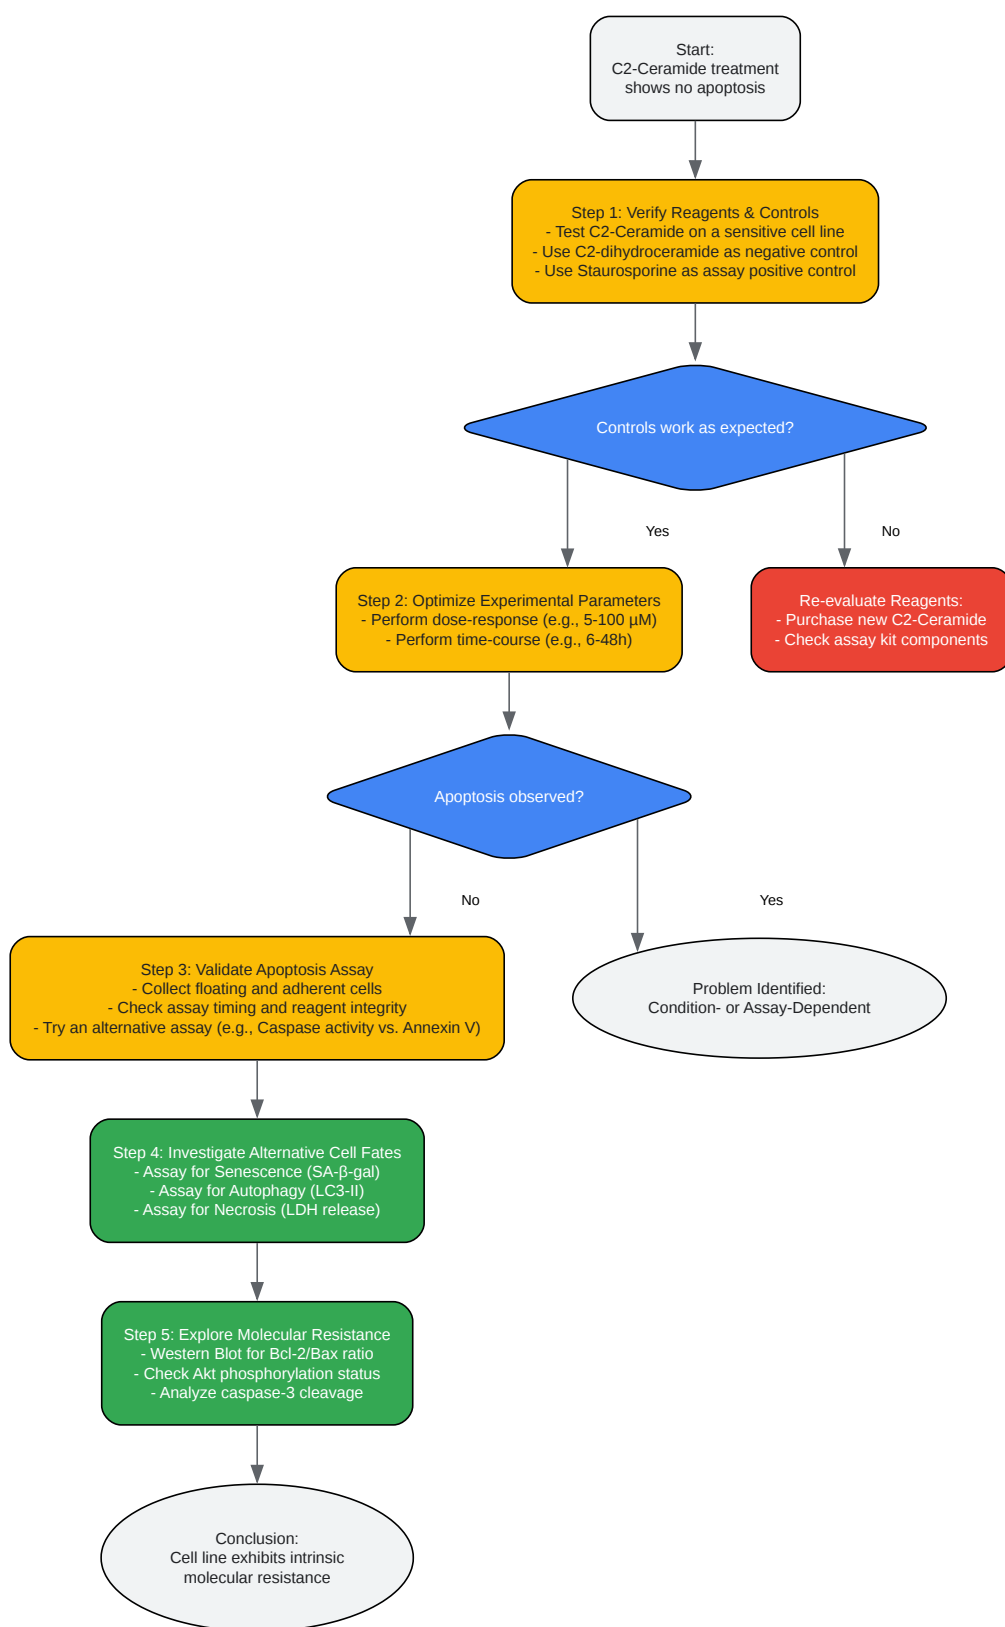 Start:
C2-Ceramide treatment
shows no apoptosis
Step 1: Verify Reagents & Controls
- Test C2-Ceramide on a sensitive cell line
- Use C2-dihydroceramide as negative control
- Use Staurosporine as assay positive control
Controls work as expected?
Yes
No
Step 2: Optimize Experimental Parameters
- Perform dose-response (e.g., 5-100 µM)
- Perform time-course (e.g., 6-48h)
Re-evaluate Reagents:
- Purchase new C2-Ceramide
- Check assay kit components
Apoptosis observed?
No
Yes
Step 3: Validate Apoptosis Assay
- Collect floating and adherent cells
- Check assay timing and reagent integrity
- Try an alternative assay (e.g., Caspase activity vs. Annexin V)
Problem Identified:
Condition- or Assay-Dependent
Step 4: Investigate Alternative Cell Fates
- Assay for Senescence (SA-β-gal)
- Assay for Autophagy (LC3-II)
- Assay for Necrosis (LDH release)
Step 5: Explore Molecular Resistance
- Western Blot for Bcl-2/Bax ratio
- Check Akt phosphorylation status
- Analyze caspase-3 cleavage
Conclusion:
Cell line exhibits intrinsic
molecular resistance